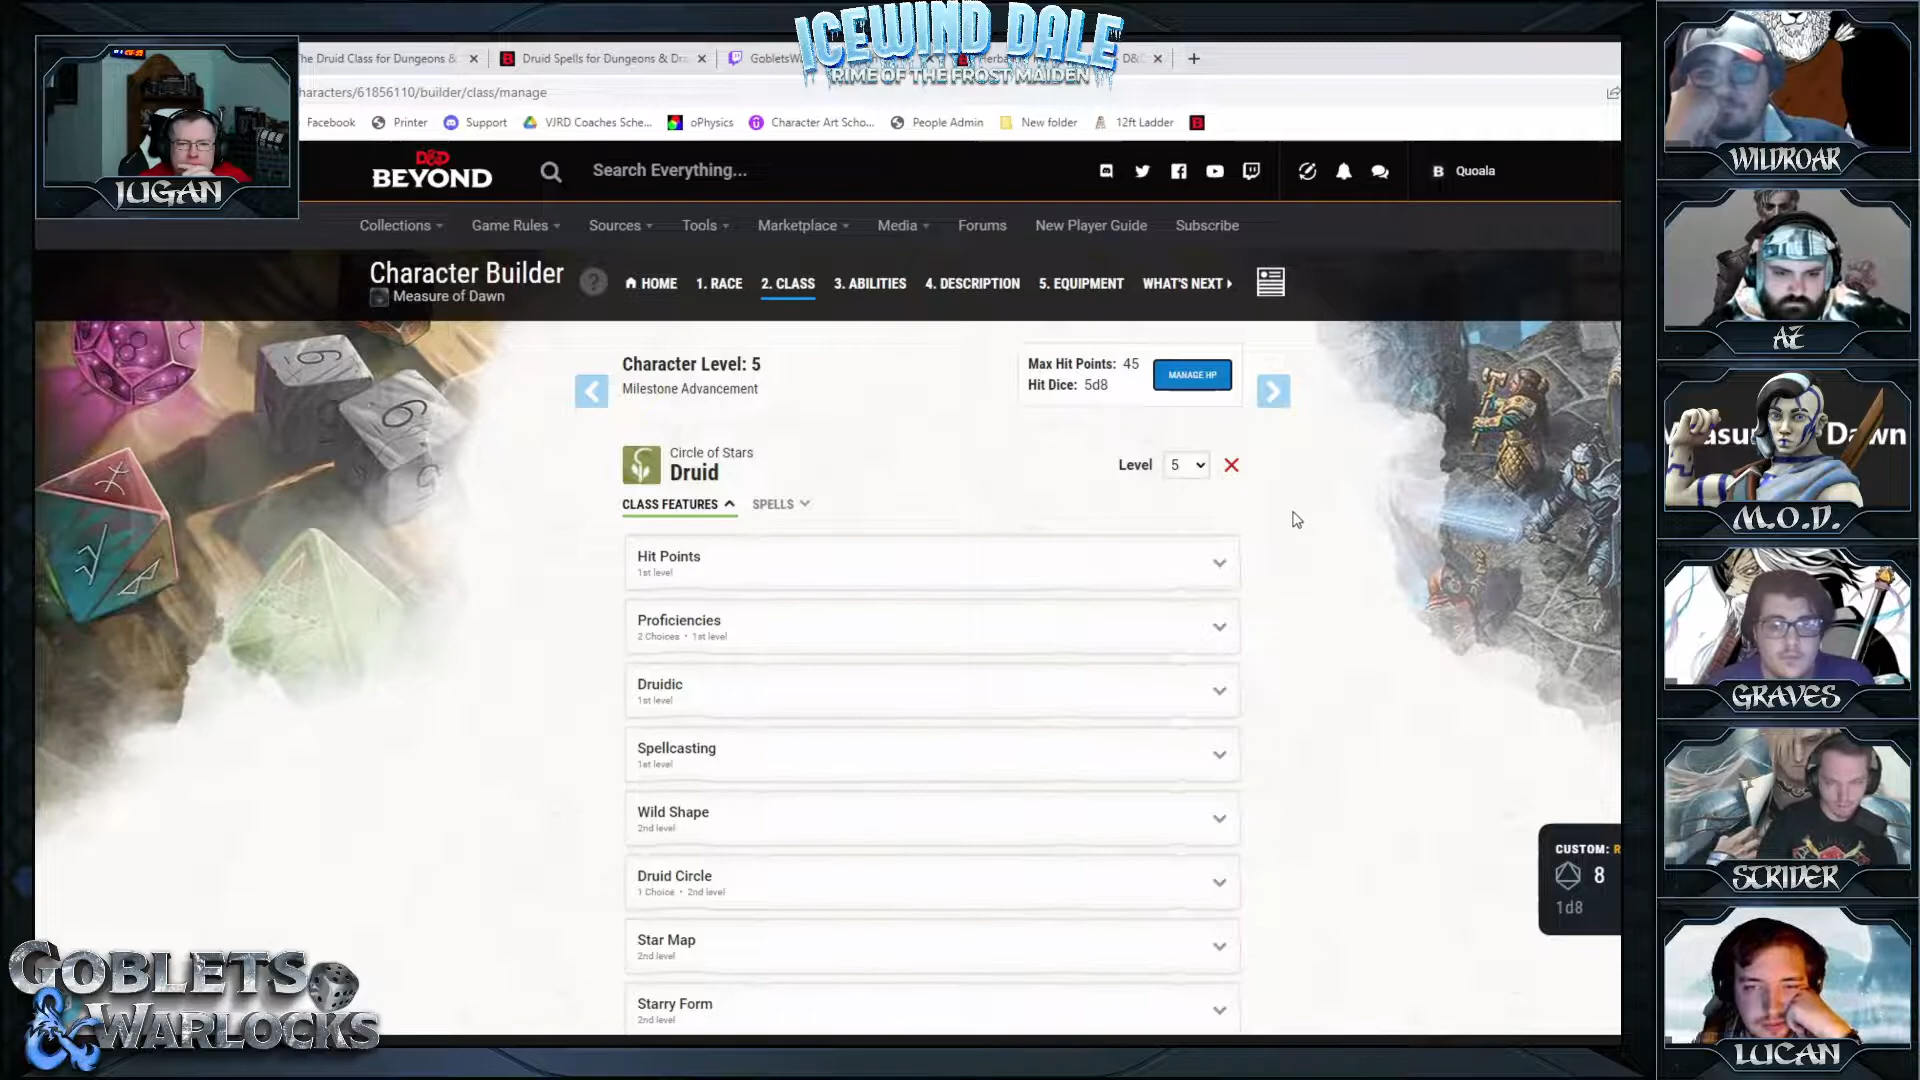 ICEWIND DALE
RIME OF THE FROST MAIDEN
The Druid Class for Dungeons &
Druid Spells for Dungeons & Dra
GobletsWa
Herba
D&D
haracters/61856110/builder/class/manage
Facebook
Printer
Support
VJRD Coaches Sche...
oPhysics
Character Art Scho...
People Admin
New folder
12ft Ladder
D&D
BEYOND
Search Everything...
Quoala
Collections
Game Rules
Sources
Tools
Marketplace
Media
Forums
New Player Guide
Subscribe
Character Builder
Measure of Dawn
?
HOME
1. RACE
2. CLASS
3. ABILITIES
4. DESCRIPTION
5. EQUIPMENT
WHAT'S NEXT
Character Level: 5
Milestone Advancement
Max Hit Points: 45
Hit Dice: 5d8
MANAGE HP
Circle of Stars
Druid
Level 5
CLASS FEATURES
SPELLS
Hit Points
1st level
Proficiencies
2 Choices • 1st level
Druidic
1st level
Spellcasting
1st level
Wild Shape
2nd level
Druid Circle
1 Choice • 2nd level
Star Map
2nd level
Starry Form
2nd level
CUSTOM: R
8
1d8
JUGAN
WILDROAR
AZ
Measure Dawn
M.O.D.
GRAVES
STRIDER
LUCAN
GOBLETS
& WARLOCKS